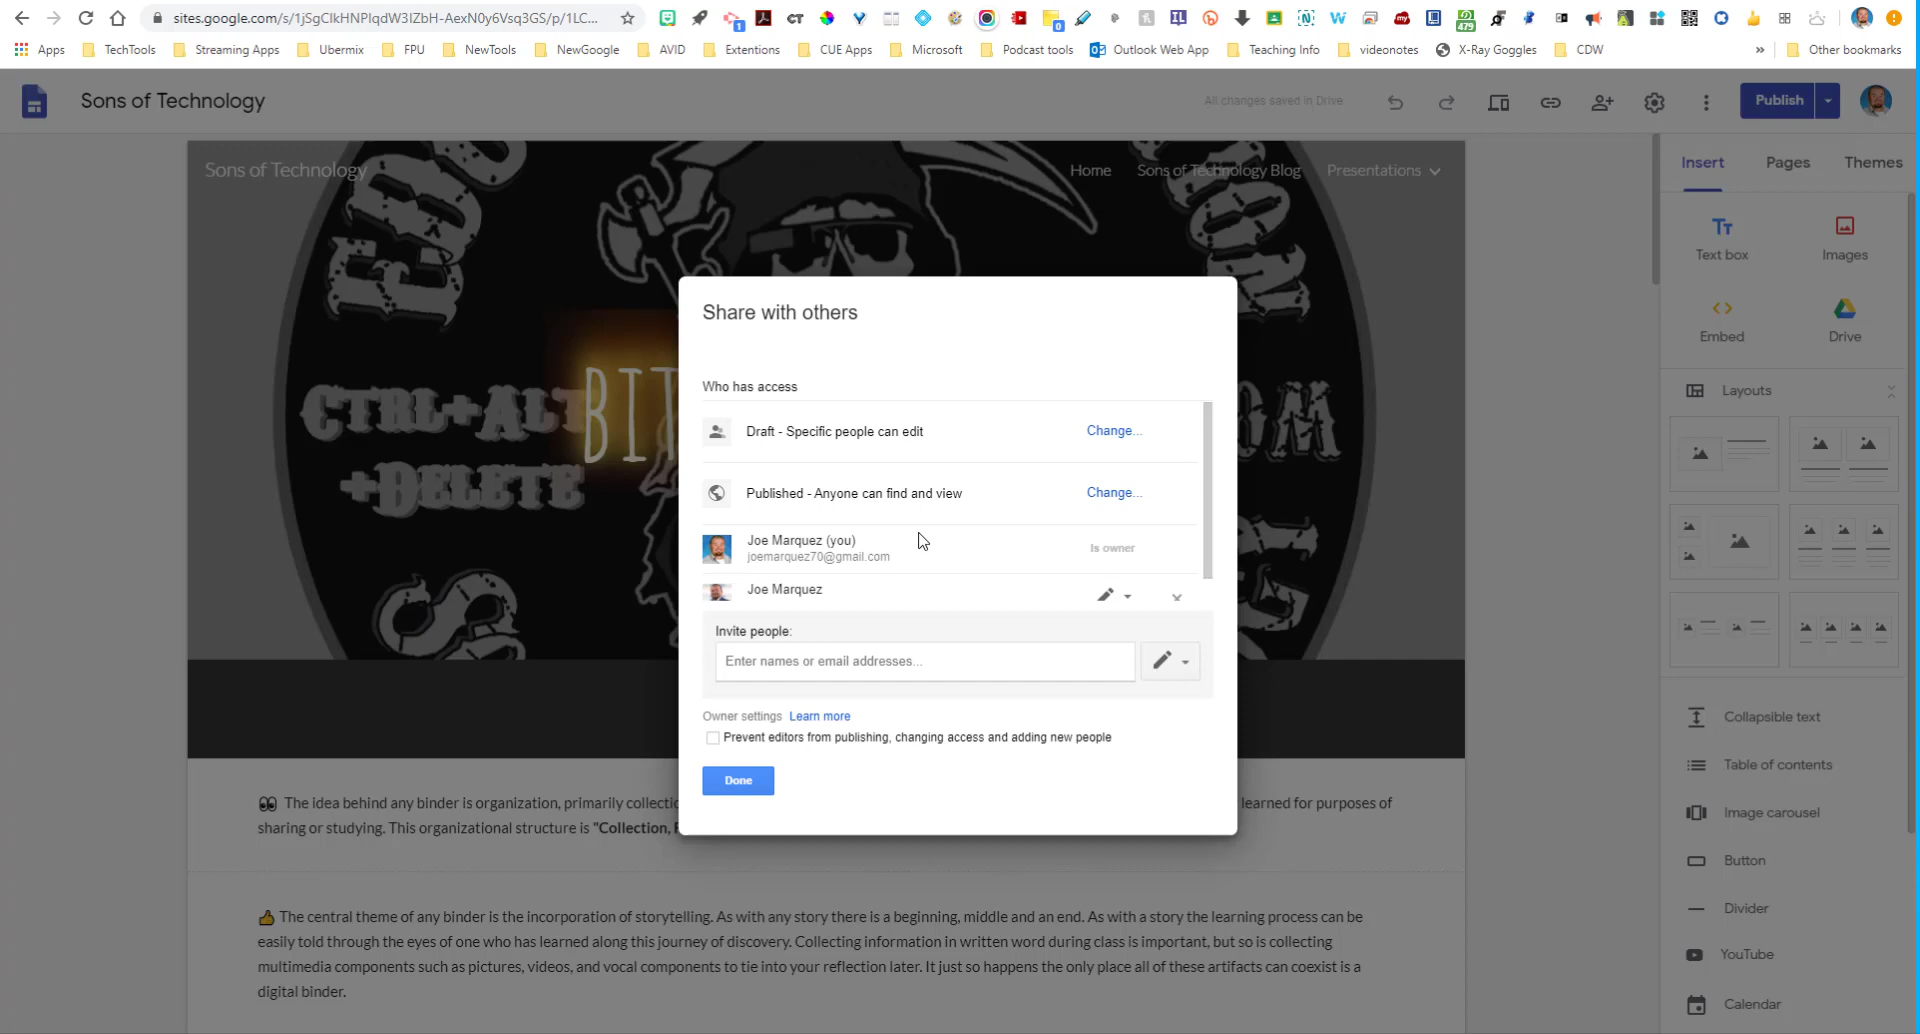 sites.google.com/s/1jSgClkHNPIqdW3IZbH-AexN0y6Vsq3GS/p/1LC...
Apps
TechTools
Streaming Apps
Ubermix
FPU
NewTools
NewGoogle
AVID
Extentions
CUE Apps
Microsoft
Podcast tools
Outlook Web App
Teaching Info
videonotes
X-Ray Goggles
CDW
»
Other bookmarks
Sons of Technology
All changes saved in Drive
Publish
Sons of Technology
Home
Sons of Technology Blog
Presentations
Insert
Pages
Themes
Text box
Images
Embed
Drive
Layouts
CTRL+ALT
+DELETE
BIT
Share with others
Who has access
Draft - Specific people can edit
Change...
Published - Anyone can find and view
Change...
Joe Marquez (you)
joemarquez70@gmail.com
Is owner
Joe Marquez
Invite people:
Enter names or email addresses...
Owner settings Learn more
Prevent editors from publishing, changing access and adding new people
Done
👀 The idea behind any binder is organization, primarily collectio
learned for purposes of
sharing or studying. This organizational structure is "Collection,
👍 The central theme of any binder is the incorporation of storytelling. As with any story there is a beginning, middle and an end. As with a story the learning process can be
easily told through the eyes of one who has learned along this journey of discovery. Collecting information in written word during class is important, but so is collecting
multimedia components such as pictures, videos, and vocal components to tie into your reflection later. It just so happens the only place all of these artifacts can coexist is a
digital binder.
Collapsible text
Table of contents
Image carousel
Button
Divider
YouTube
Calendar